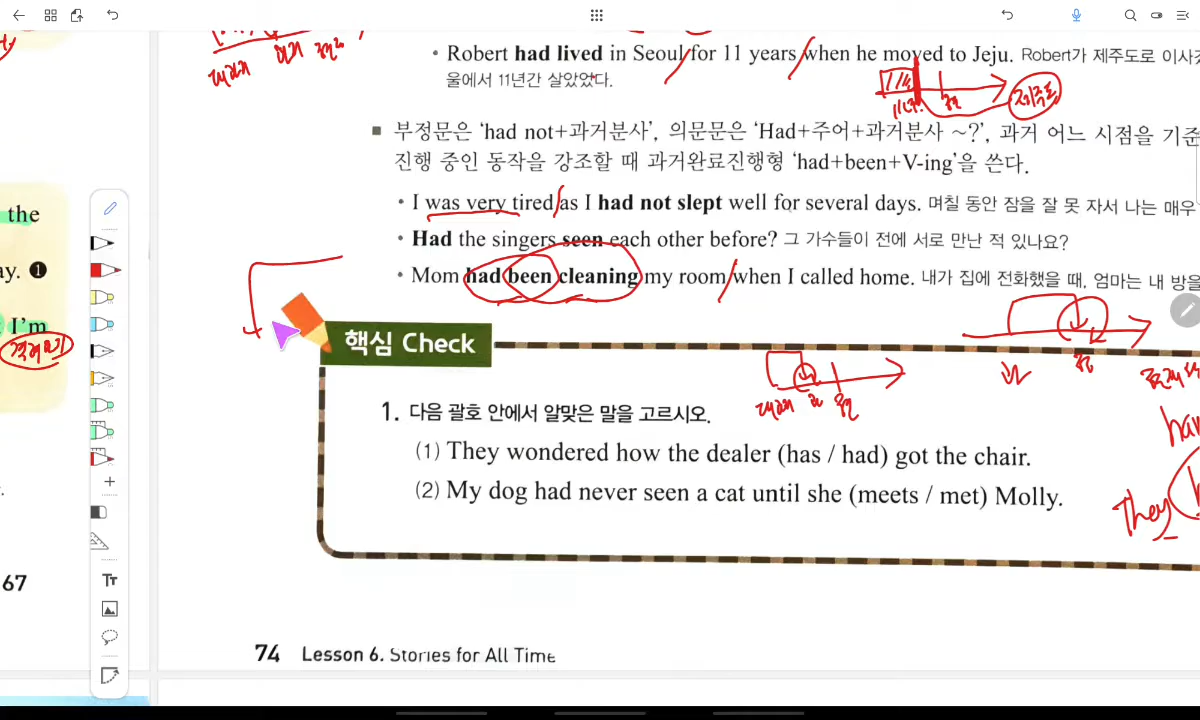 • Robert had lived in Seoul for 11 years when he moved to Jeju. Robert가 제주도로 이사
울에서 11년간 살았었다.
11년 현재 제주도
■ 부정문은 ‘had not+과거분사’, 의문문은 ‘Had+주어+과거분사 ~?’, 과거 어느 시점을 기준
진행 중인 동작을 강조할 때 과거완료진행형 ‘had+been+V-ing’을 쓴다.
• I was very tired as I had not slept well for several days. 며칠 동안 잠을 잘 못 자서 나는 매우
• Had the singers seen each other before? 그 가수들이 전에 서로 만난 적 있나요?
• Mom had been cleaning my room when I called home. 내가 집에 전화했을 때, 엄마는 내 방을
the
ay. ❶
I'm
핵심 Check
1. 다음 괄호 안에서 알맞은 말을 고르시오.
(1) They wondered how the dealer (has / had) got the chair.
(2) My dog had never seen a cat until she (meets / met) Molly.
They
67
74 Lesson 6. Stories for All Time
Tт